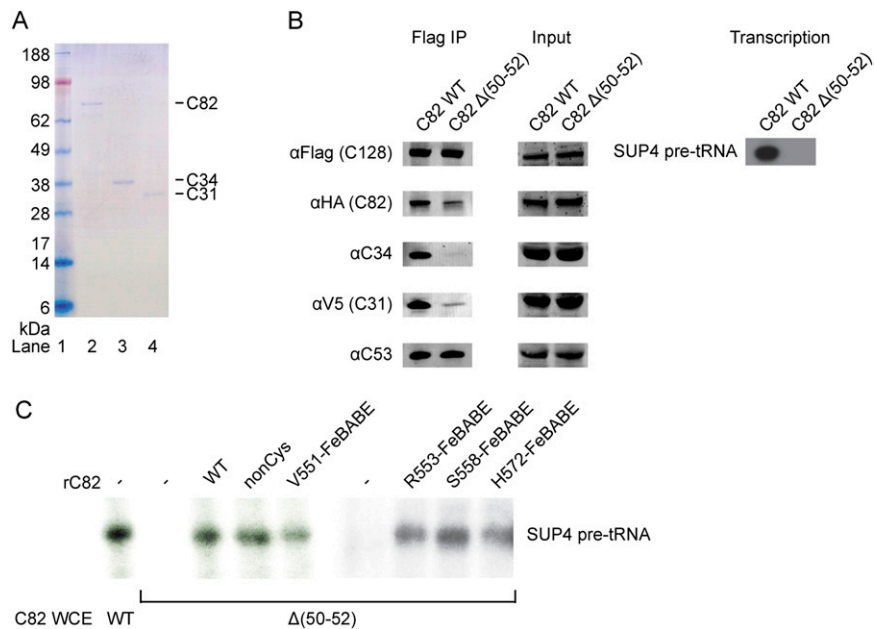 A
188
98
62
49
38
28
17
14
6
kDa
Lane 1 2 3 4
C82
C34
C31
B
Flag IP
Input
Transcription
C82 WT
C82 Δ(50-52)
C82 WT
C82 Δ(50-52)
C82 WT
C82 Δ(50-52)
αFlag (C128)
αHA (C82)
αC34
αV5 (C31)
αC53
SUP4 pre-tRNA
C
rC82 - - WT nonCys V551-FeBABE - R553-FeBABE S558-FeBABE H572-FeBABE
SUP4 pre-tRNA
C82 WCE WT Δ(50-52)